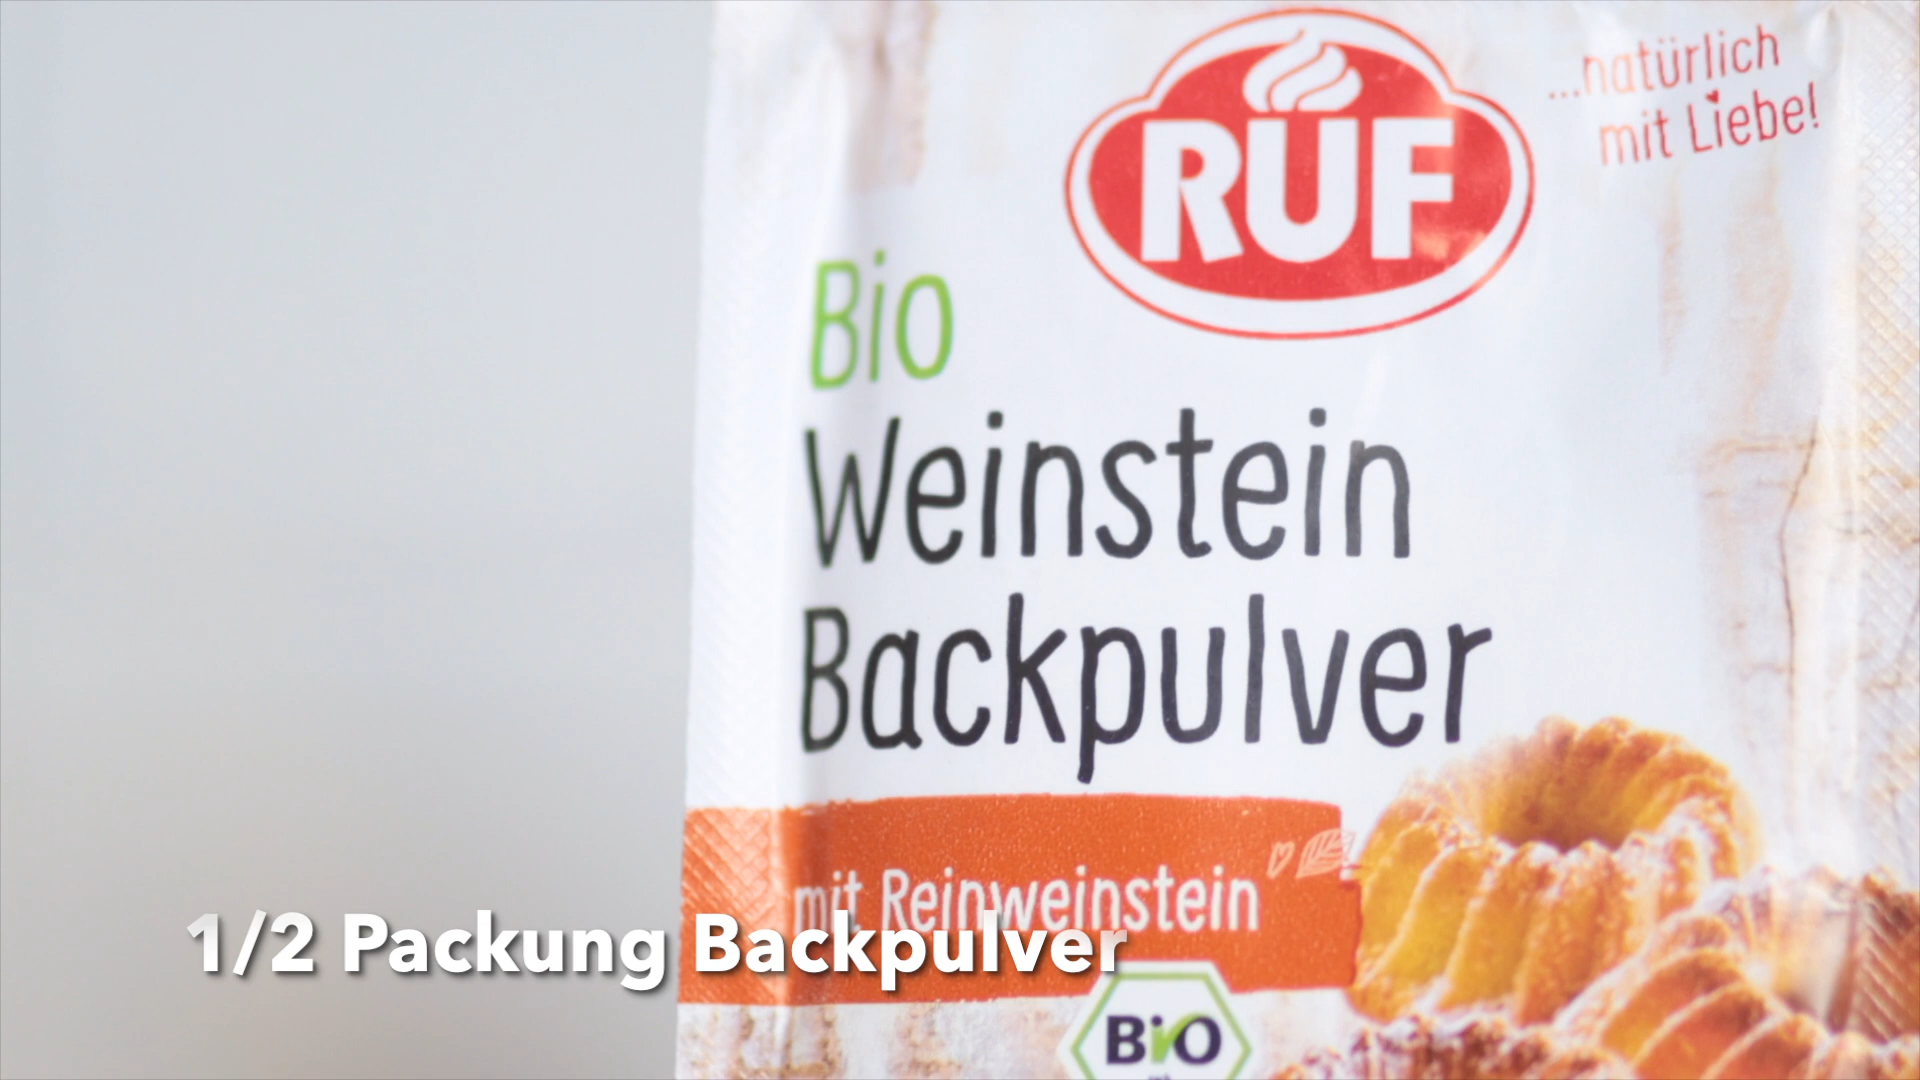 RUF
...natürlich
mit Liebe!
Bio
Weinstein
Backpulver
mit Reinweinstein
1/2 Packung Backpulver
BiO